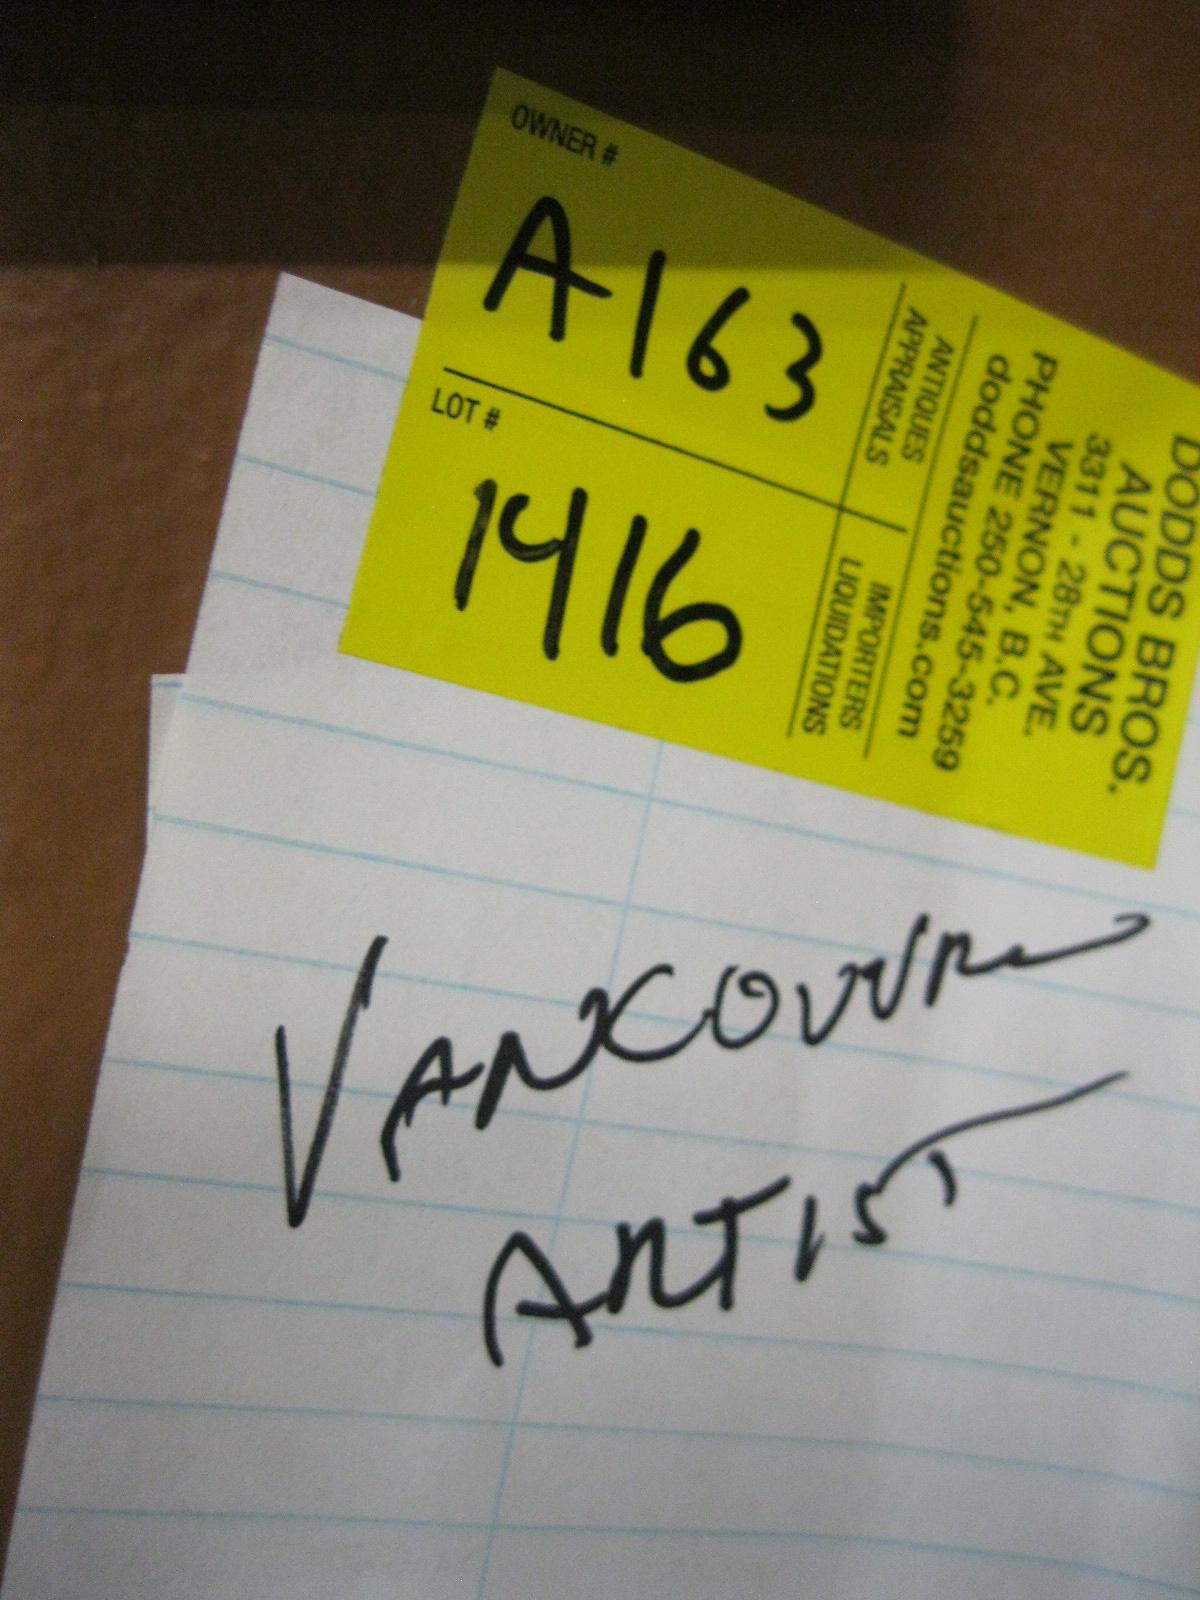 OWNER #
A163
LOT #
1416
ANTIQUES
APPRAISALS
IMPORTERS
LIQUIDATIONS
DODDS BROS.
AUCTIONS
3311 - 28TH AVE.
VERNON, B.C.
PHONE 250-545-3259
doddsauctions.com
VANCOUVER
ARTIST